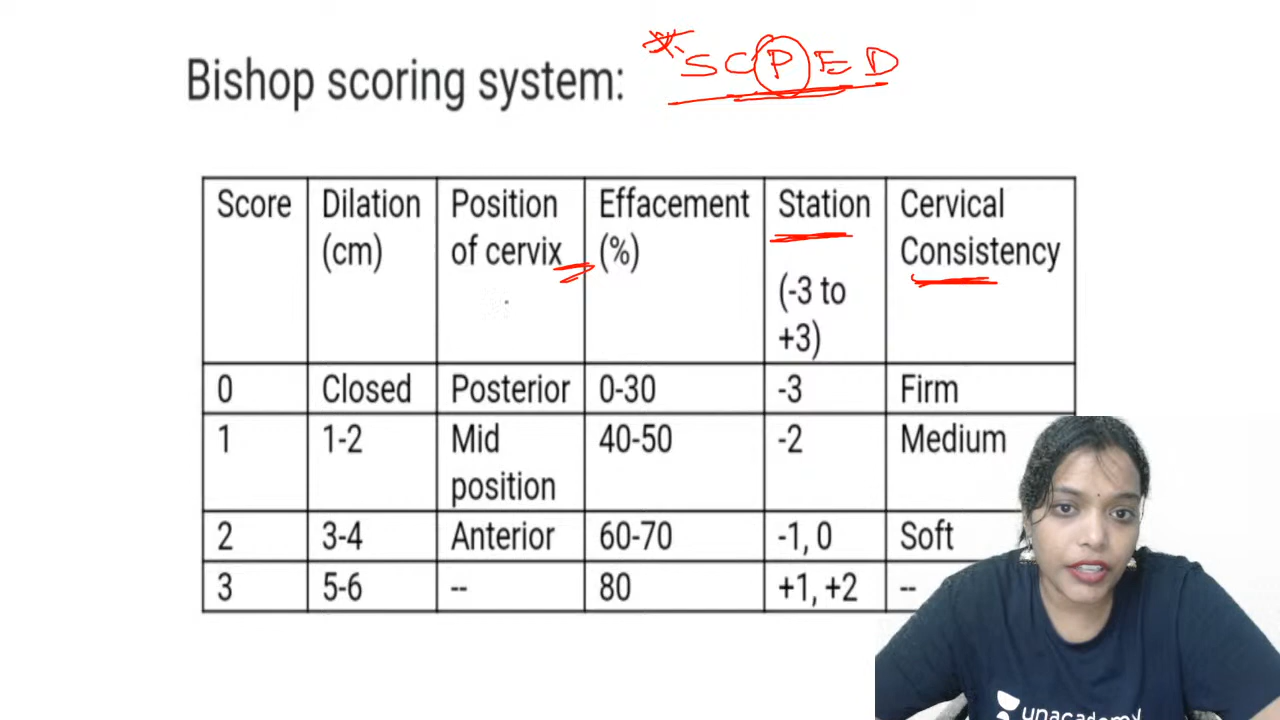 *SCPED
Bishop scoring system:
Score Dilation (cm) Position of cervix Effacement (%) Station (-3 to +3) Cervical Consistency
0 Closed Posterior 0-30 -3 Firm
1 1-2 Mid position 40-50 -2 Medium
2 3-4 Anterior 60-70 -1, 0 Soft
3 5-6 -- 80 +1, +2 --
unacademy